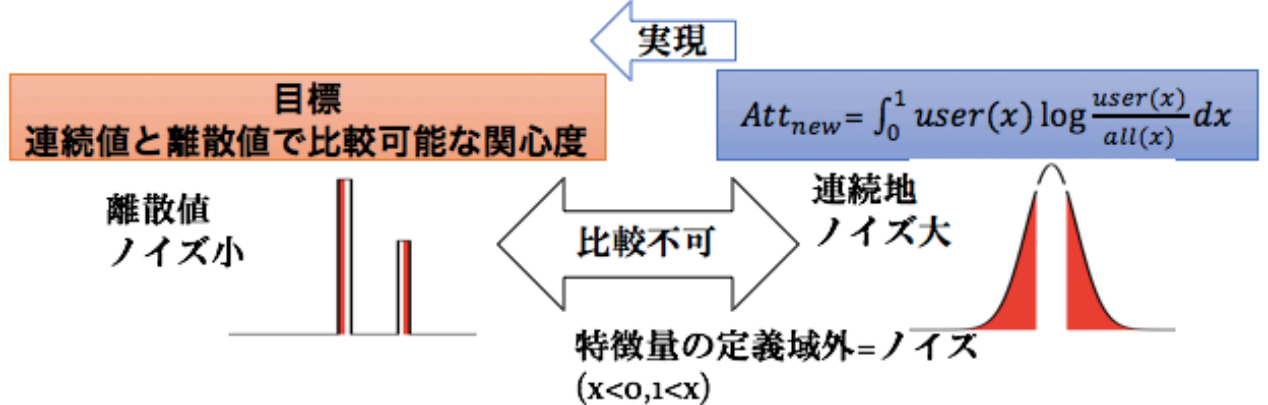 実現
目標
連続値と離散値で比較可能な関心度
Att_new = ∫_0^1 user(x) log user(x)/all(x) dx
離散値
ノイズ小
比較不可
連続地
ノイズ大
特徴量の定義域外=ノイズ
(x<0,1<x)